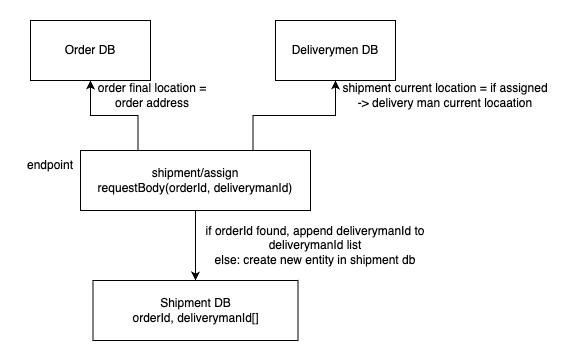 Order DB
Deliverymen DB
order final location =
order address
shipment current location = if assigned
-> delivery man current locaation
endpoint
shipment/assign
requestBody(orderId, deliverymanId)
if orderId found, append deliverymanId to
deliverymanId list
else: create new entity in shipment db
Shipment DB
orderId, deliverymanId[]